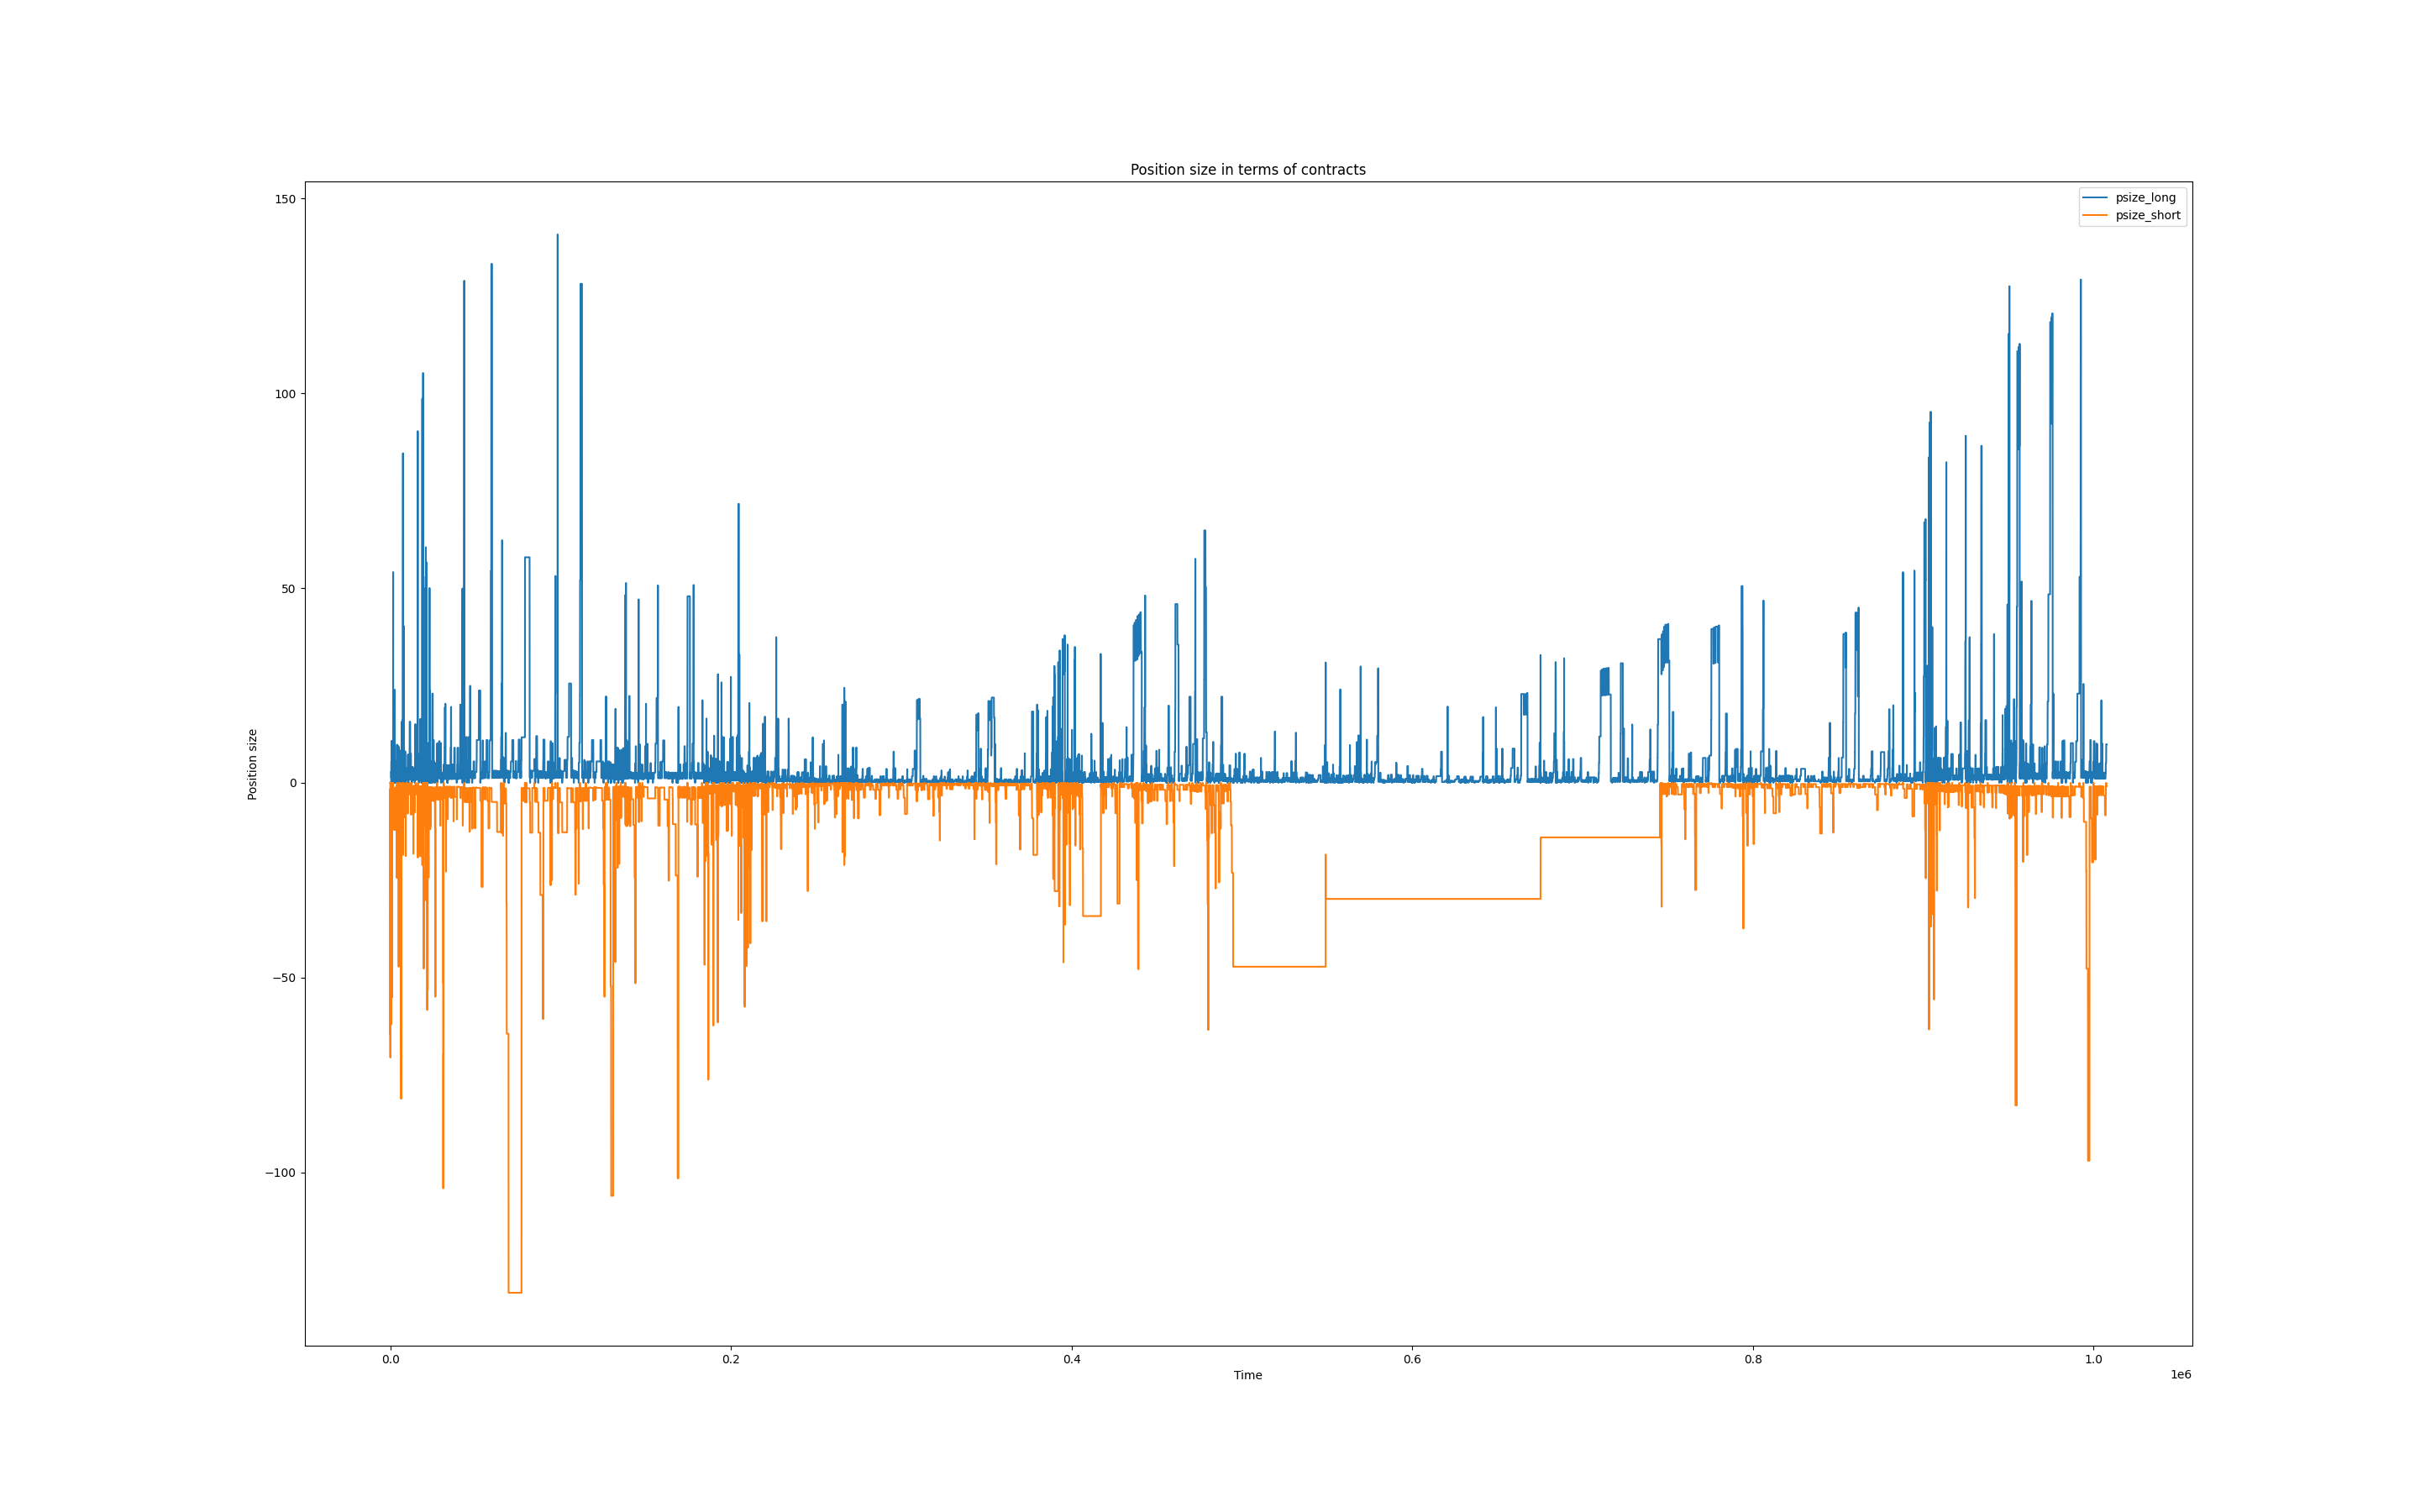 Position size in terms of contracts
psize_long
psize_short
150
100
50
0
−50
−100
Position size
0.0
0.2
0.4
0.6
0.8
1.0
1e6
Time